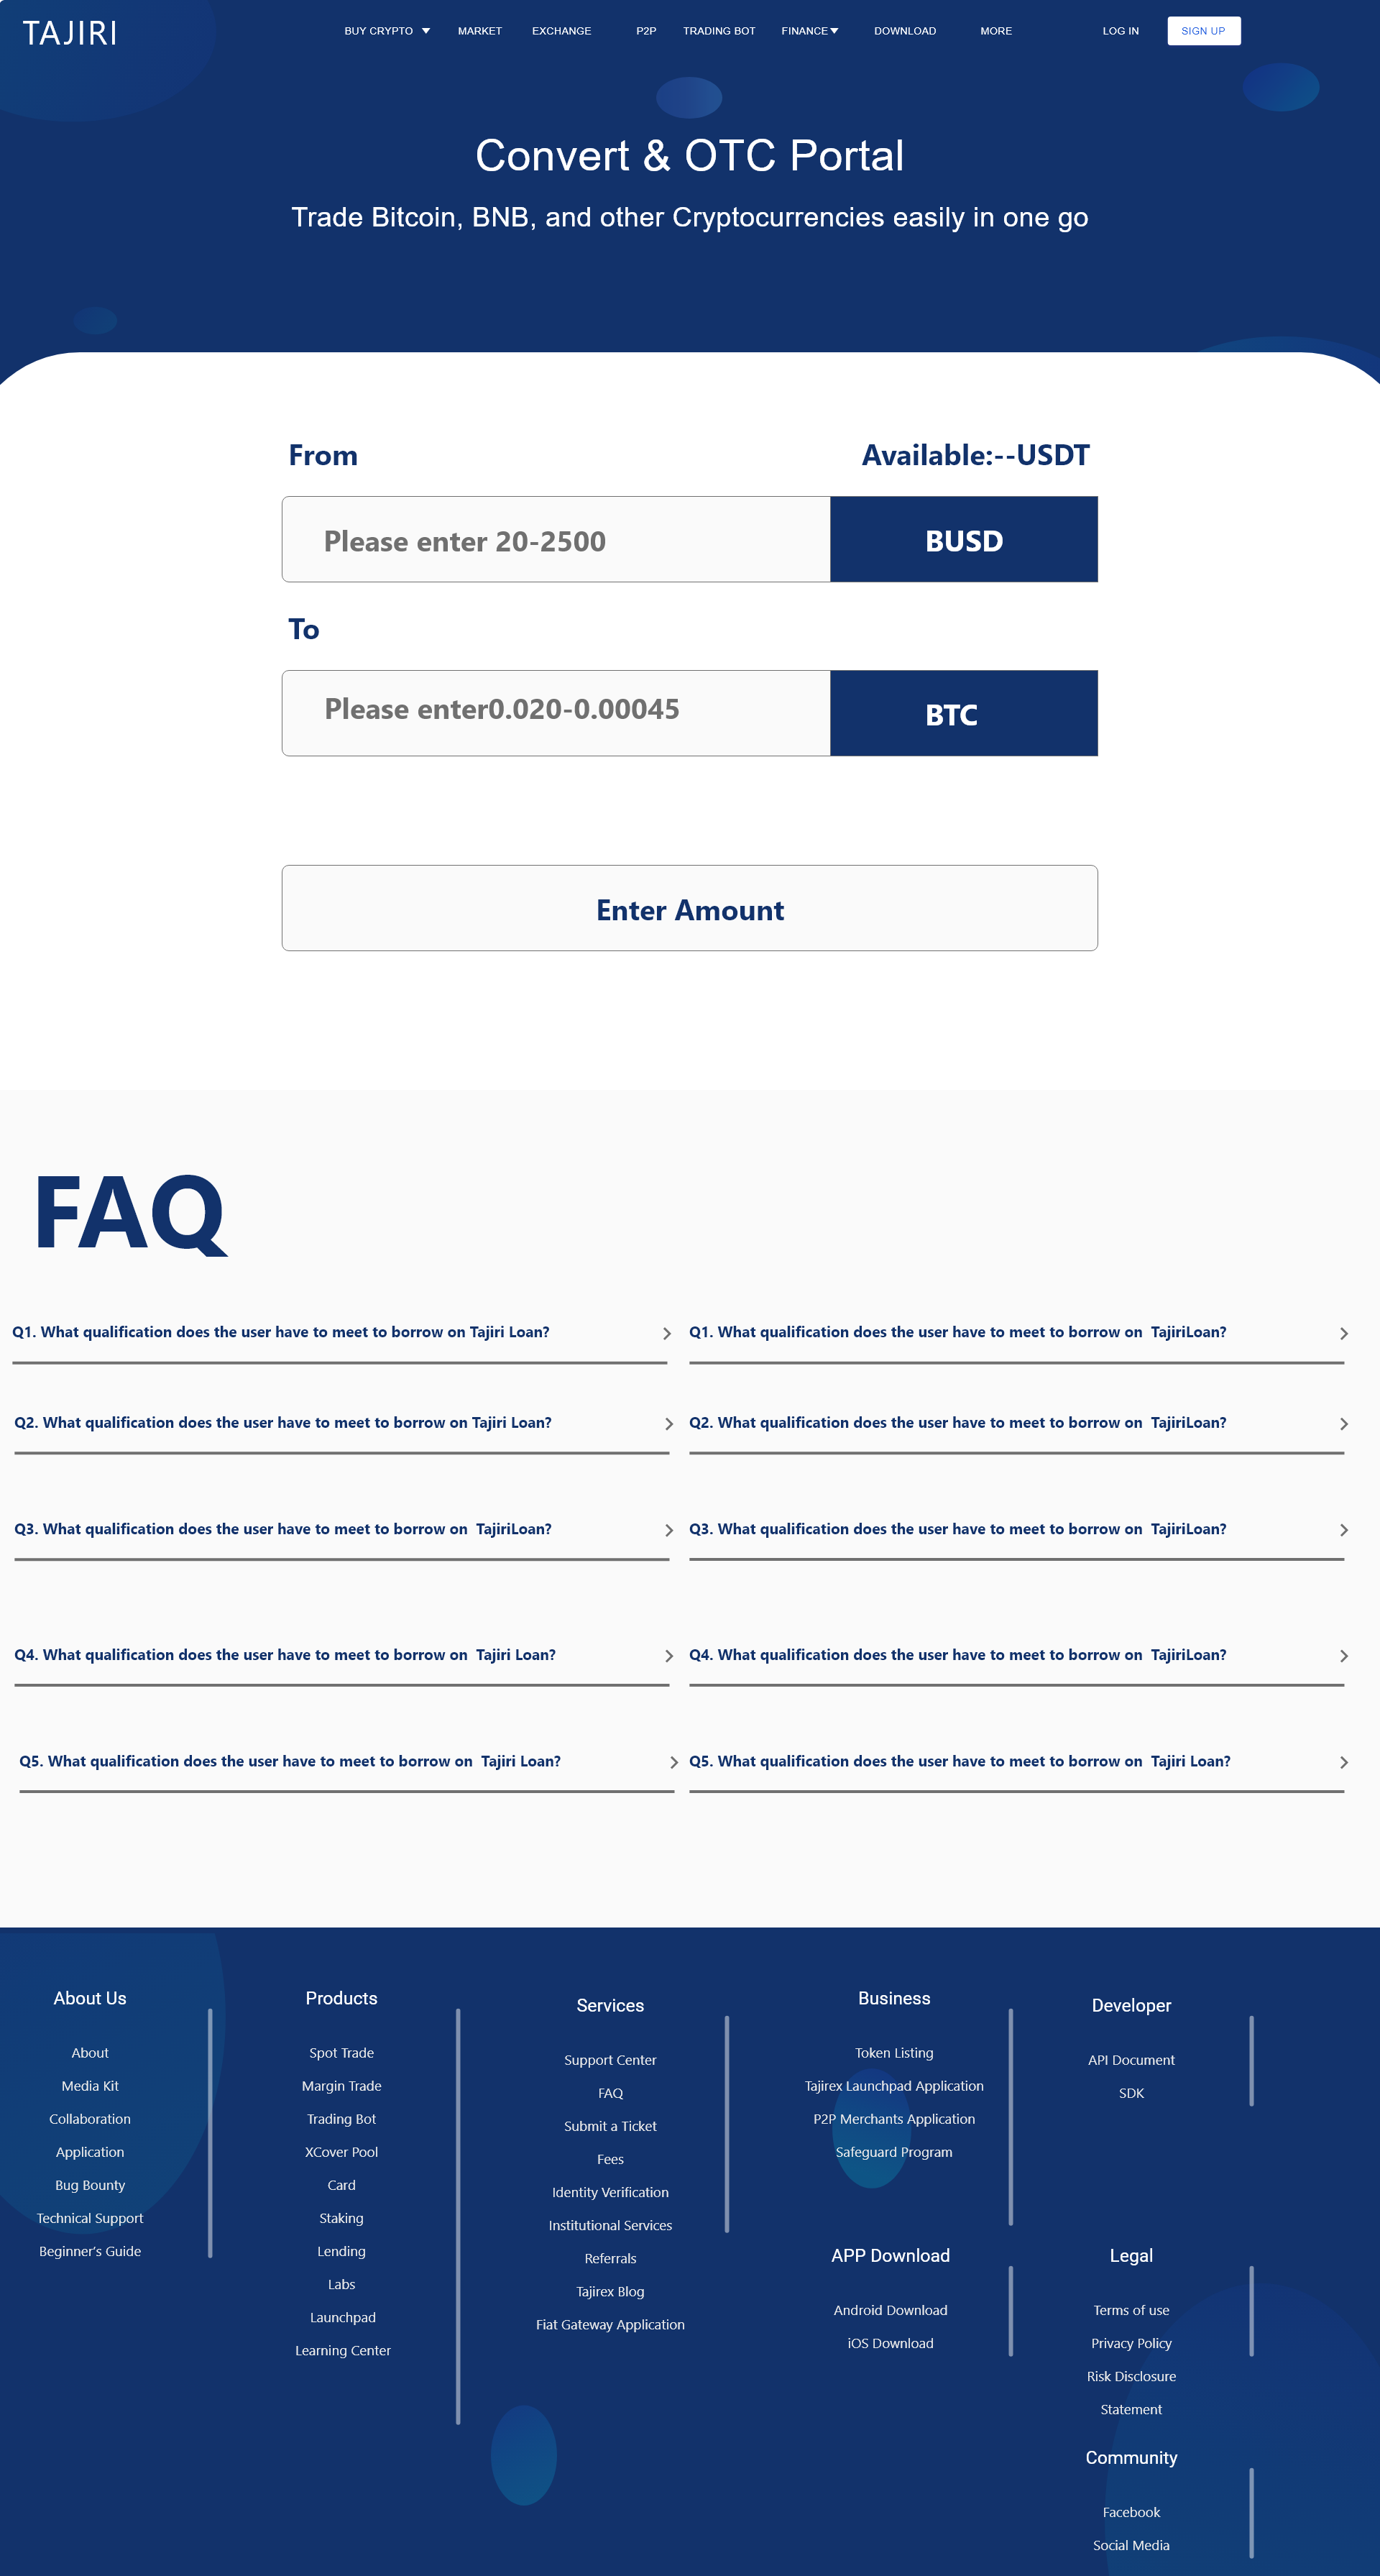 TAJIRI
BUY CRYPTO MARKET EXCHANGE P2P TRADING BOT FINANCE DOWNLOAD MORE LOG IN SIGN UP
Convert & OTC Portal
Trade Bitcoin, BNB, and other Cryptocurrencies easily in one go
From Available:--USDT
Please enter 20-2500 BUSD
To
Please enter0.020-0.00045 BTC
Enter Amount
FAQ
Q1. What qualification does the user have to meet to borrow on Tajiri Loan?
Q2. What qualification does the user have to meet to borrow on Tajiri Loan?
Q3. What qualification does the user have to meet to borrow on  TajiriLoan?
Q4. What qualification does the user have to meet to borrow on  Tajiri Loan?
Q5. What qualification does the user have to meet to borrow on  Tajiri Loan?
Q1. What qualification does the user have to meet to borrow on  TajiriLoan?
Q2. What qualification does the user have to meet to borrow on  TajiriLoan?
Q3. What qualification does the user have to meet to borrow on  TajiriLoan?
Q4. What qualification does the user have to meet to borrow on  TajiriLoan?
Q5. What qualification does the user have to meet to borrow on  Tajiri Loan?
About Us
About
Media Kit
Collaboration
Application
Bug Bounty
Technical Support
Beginner's Guide
Products
Spot Trade
Margin Trade
Trading Bot
XCover Pool
Card
Staking
Lending
Labs
Launchpad
Learning Center
Services
Support Center
FAQ
Submit a Ticket
Fees
Identity Verification
Institutional Services
Referrals
Tajirex Blog
Fiat Gateway Application
Business
Token Listing
Tajirex Launchpad Application
P2P Merchants Application
Safeguard Program
APP Download
Android Download
iOS Download
Developer
API Document
SDK
Legal
Terms of use
Privacy Policy
Risk Disclosure
Statement
Community
Facebook
Social Media